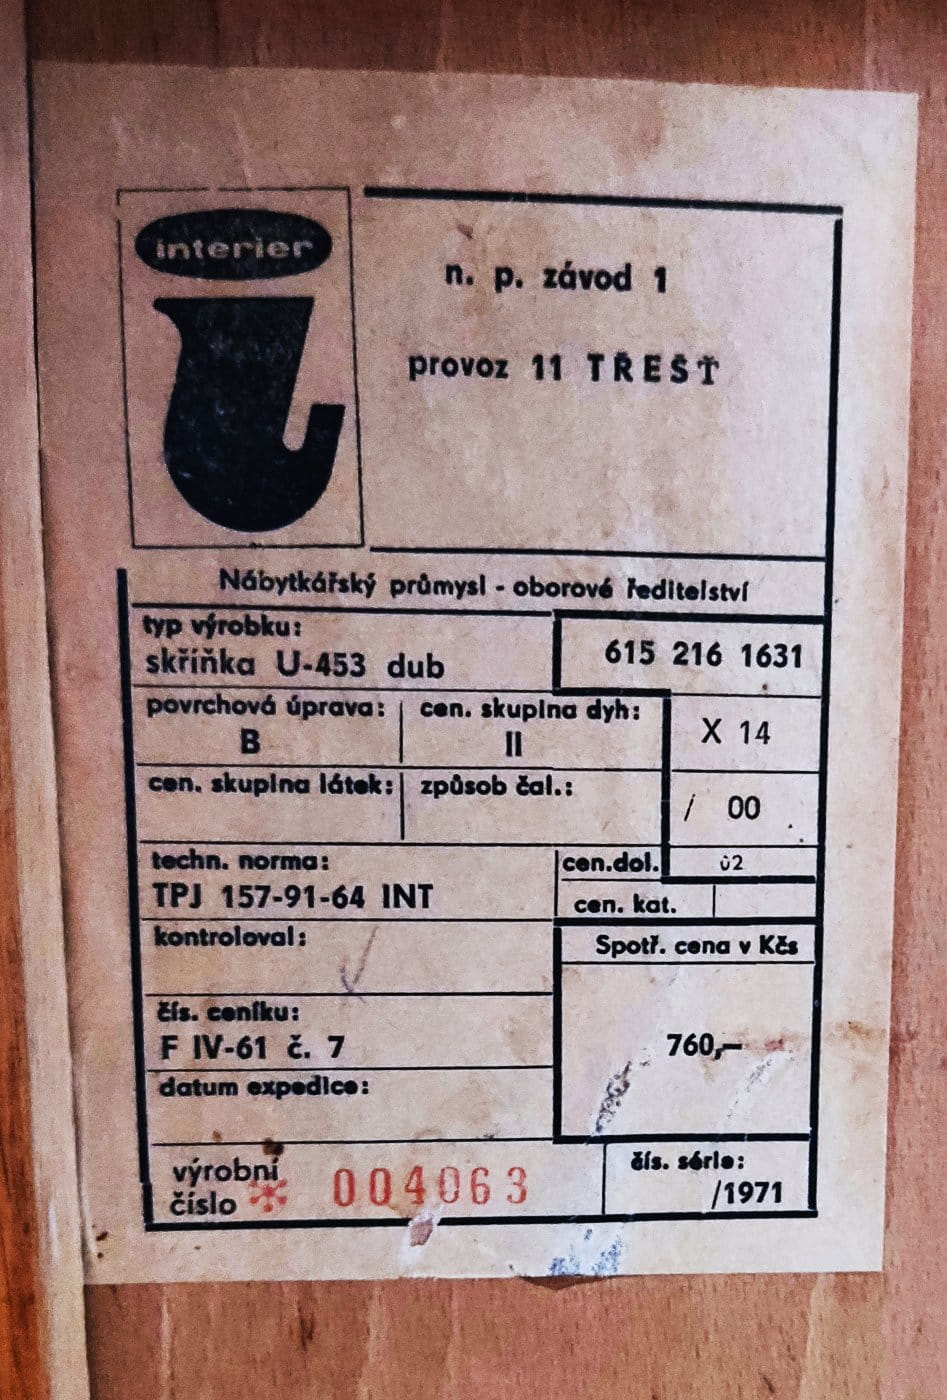 interier
n. p. závod 1
provoz 11 TŘEŠŤ
Nábytkářský průmysl - oborové ředitelství
typ výrobku:
skříňka U-453 dub
615 216 1631
povrchová úprava:
B
cen. skupina dyh:
II
X 14
cen. skupina látek:
způsob čal.:
/ 00
techn. norma:
TPJ 157-91-64 INT
cen.dol.
02
cen. kat.
kontroloval:
Spotř. cena v Kčs
760,—
čís. ceníku:
F IV-61 č. 7
datum expedice:
výrobní
číslo
* 004063
čís. série:
/1971